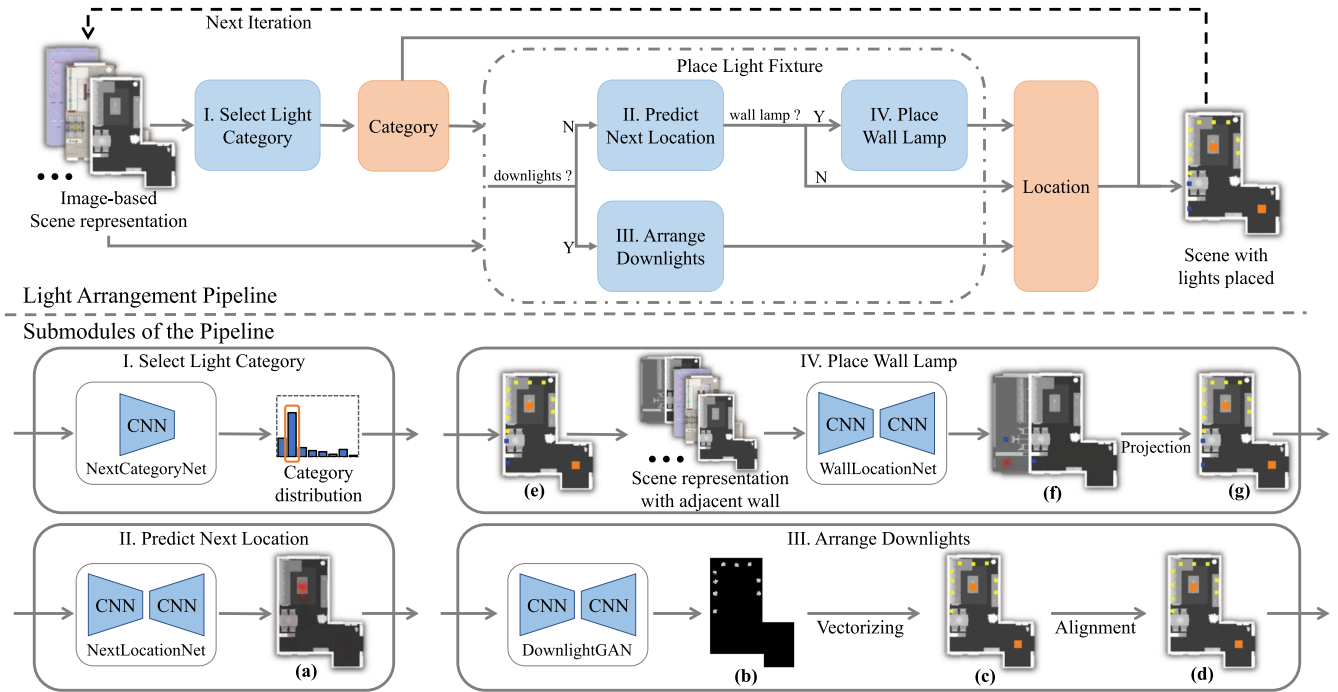 Next Iteration
Place Light Fixture
I. Select Light
Category
Category
II. Predict
Next Location
wall lamp ?
Y
IV. Place
Wall Lamp
N
downlights ?
N
Location
Y
III. Arrange
Downlights
Image-based
Scene representation
Scene with
lights placed
Light Arrangement Pipeline
Submodules of the Pipeline
I. Select Light Category
CNN
NextCategoryNet
Category
distribution
IV. Place Wall Lamp
(e)
Scene representation
with adjacent wall
CNN
CNN
WallLocationNet
(f)
Projection
(g)
II. Predict Next Location
CNN
CNN
NextLocationNet
(a)
III. Arrange Downlights
CNN
CNN
DownlightGAN
(b)
Vectorizing
(c)
Alignment
(d)